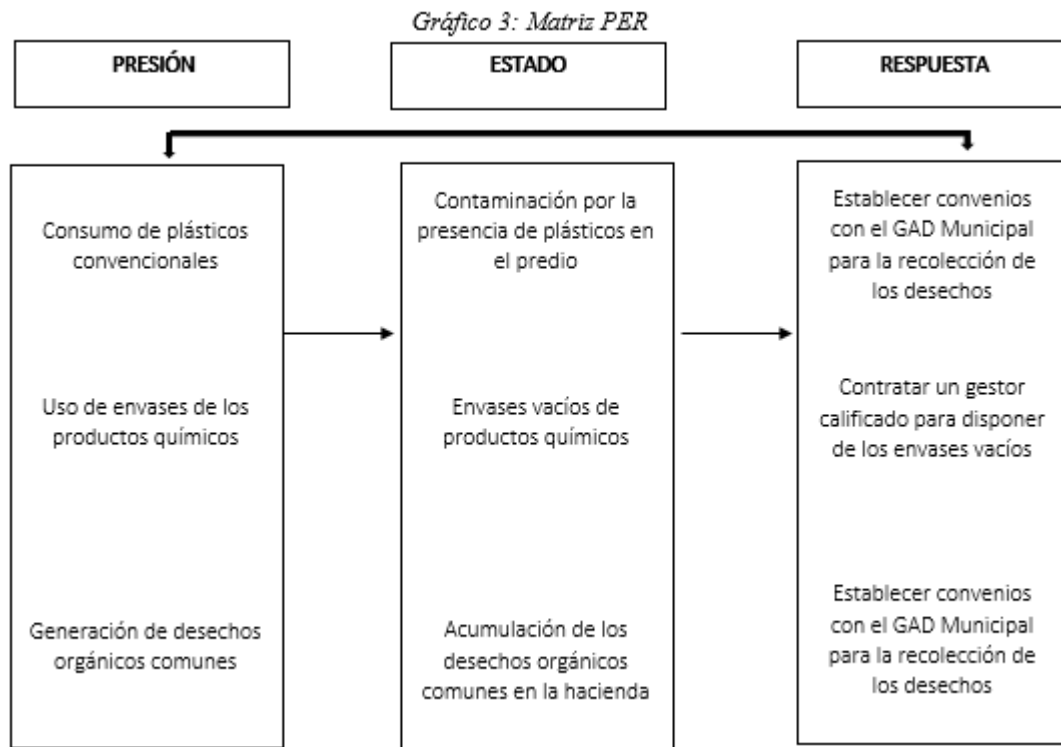 Gráfico 3: Matriz PER
PRESIÓN
ESTADO
RESPUESTA
Consumo de plásticos
convencionales
Uso de envases de los
productos químicos
Generación de desechos
orgánicos comunes
Contaminación por la
presencia de plásticos en
el predio
Envases vacíos de
productos químicos
Acumulación de los
desechos orgánicos
comunes en la hacienda
Establecer convenios
con el GAD Municipal
para la recolección de
los desechos
Contratar un gestor
calificado para disponer
de los envases vacíos
Establecer convenios
con el GAD Municipal
para la recolección de
los desechos